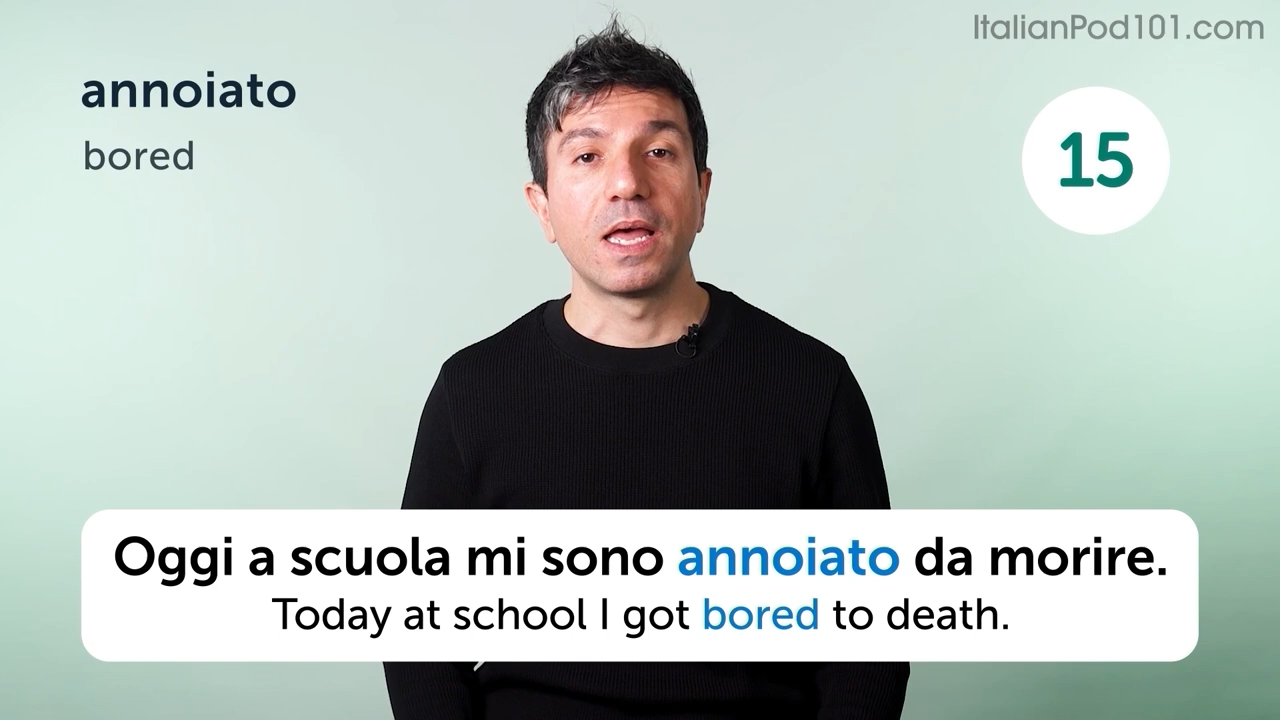 ItalianPod101.com
annoiato
bored
15
Oggi a scuola mi sono annoiato da morire.
Today at school I got bored to death.